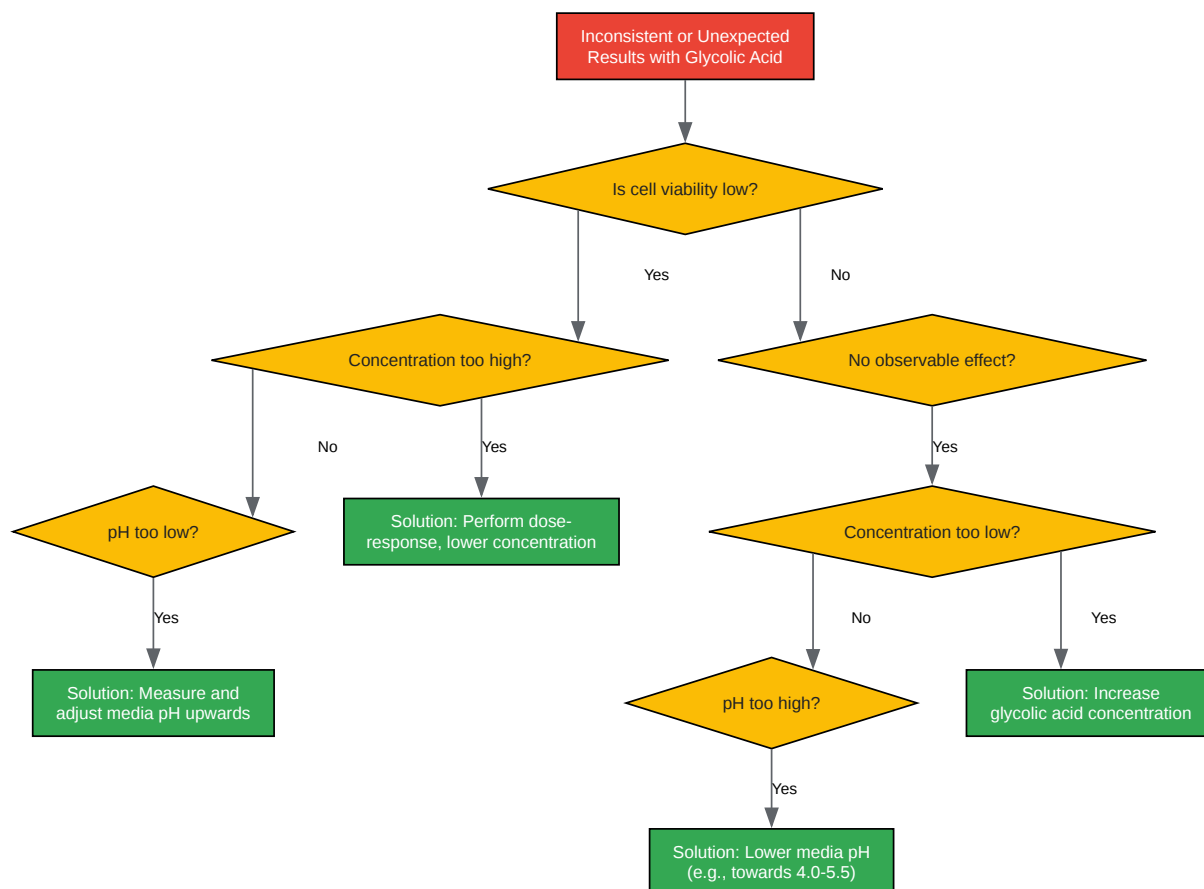 Inconsistent or Unexpected
Results with Glycolic Acid
Is cell viability low?
Yes
No
Concentration too high?
No observable effect?
No
Yes
Yes
pH too low?
Solution: Perform dose-
response, lower concentration
Concentration too low?
Yes
No
Yes
Solution: Measure and
adjust media pH upwards
pH too high?
Solution: Increase
glycolic acid concentration
Yes
Solution: Lower media pH
(e.g., towards 4.0-5.5)